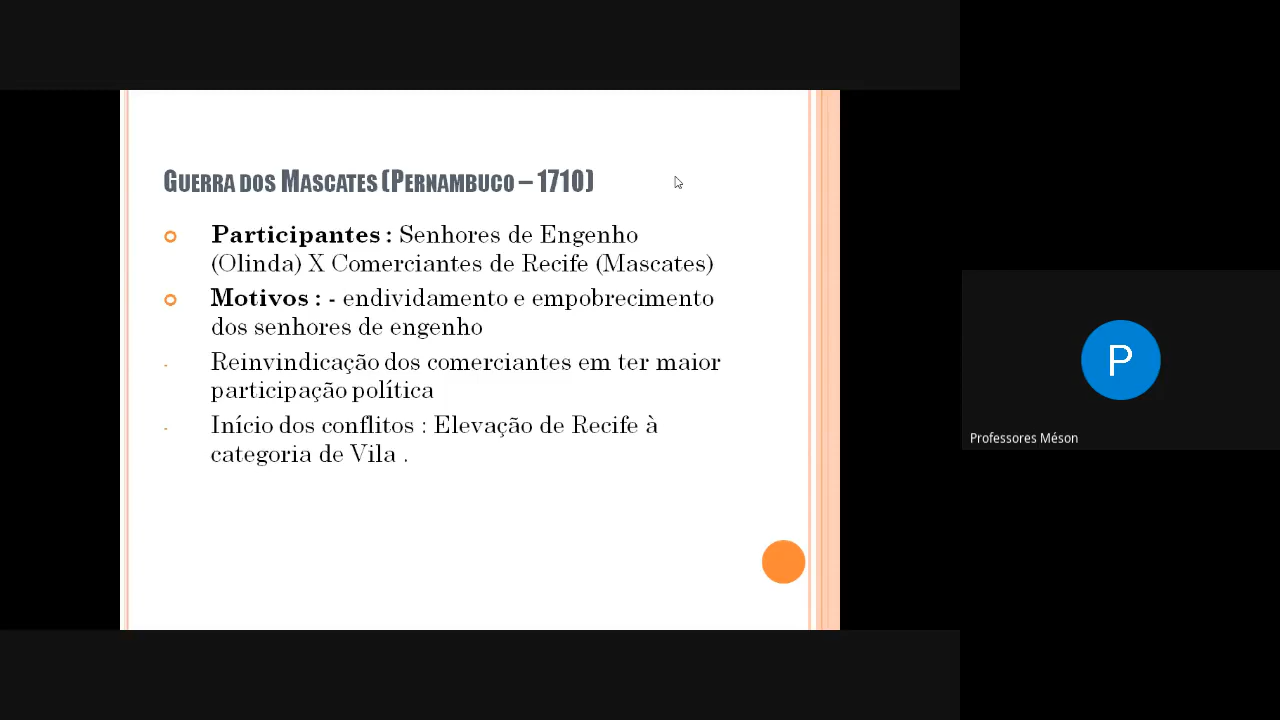 GUERRA DOS MASCATES (PERNAMBUCO – 1710)
Participantes : Senhores de Engenho
(Olinda) X Comerciantes de Recife (Mascates)
Motivos : - endividamento e empobrecimento
dos senhores de engenho
- Reinvindicação dos comerciantes em ter maior
participação política
- Início dos conflitos : Elevação de Recife à
categoria de Vila .
P
Professores Méson